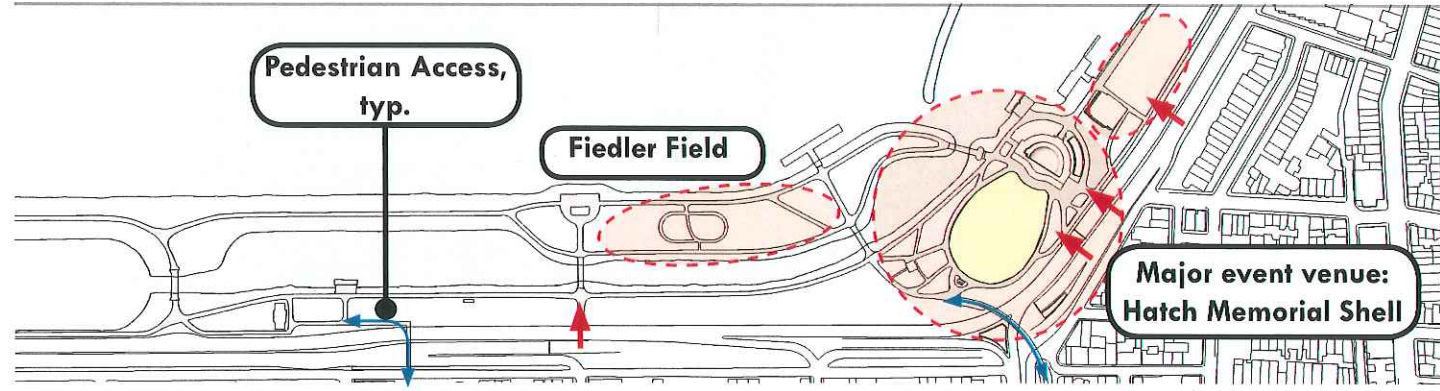 Pedestrian Access,
typ.
Fiedler Field
Major event venue:
Hatch Memorial Shell